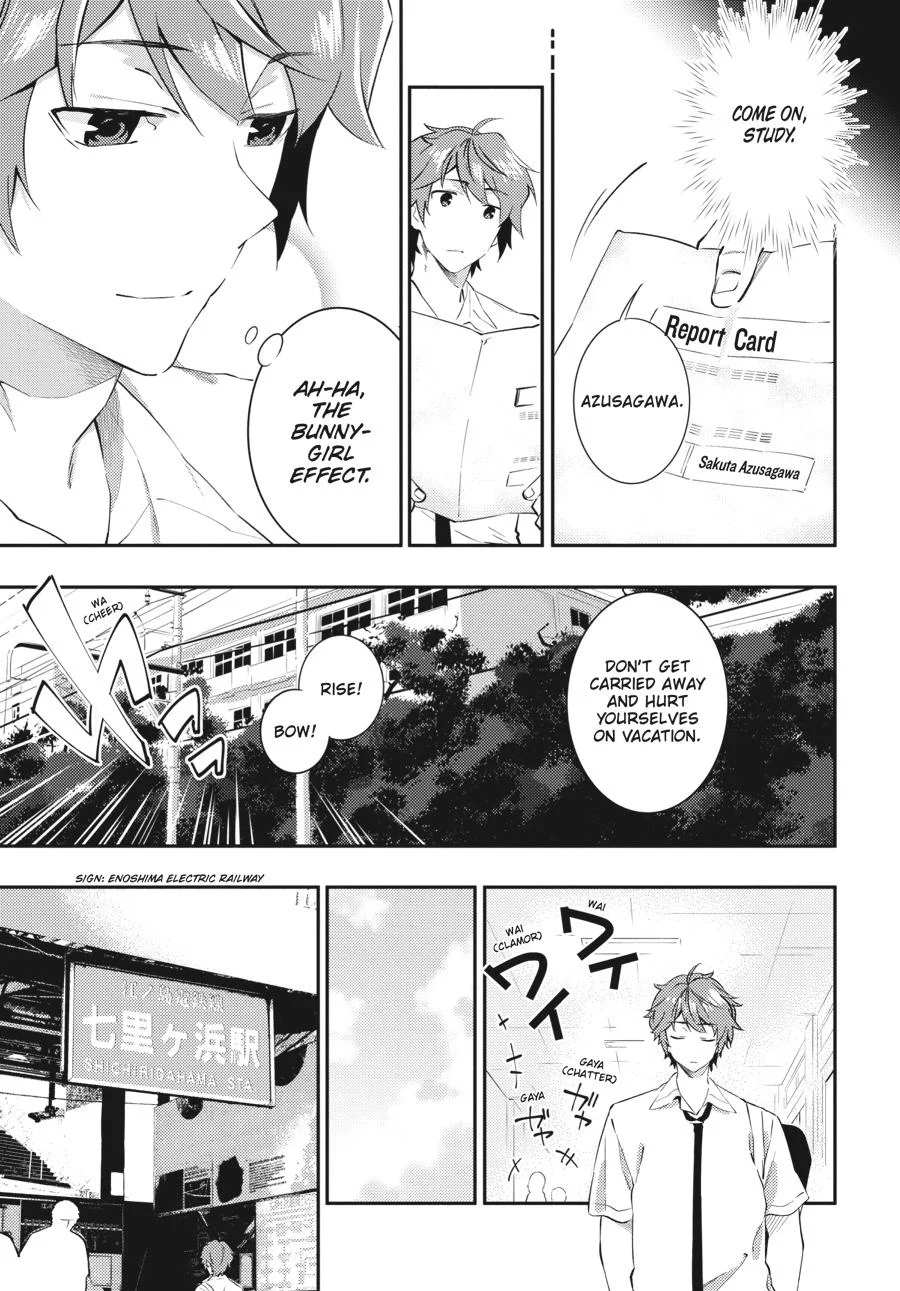 COME ON,
STUDY.
Report Card
AZUSAGAWA.
Sakuta Azusagawa
AH-HA,
THE
BUNNY-
GIRL
EFFECT.
DON'T GET
CARRIED AWAY
AND HURT
YOURSELVES
ON VACATION.
RISE!
BOW!
WA
(CHEER)
ワッ
WAI
ワイ
WAI
(CLAMOR)
ワイ
GAYA
(CHATTER)
ガヤ
GAYA
ガヤ
SIGN: ENOSHIMA ELECTRIC RAILWAY
江ノ島電鉄線
七里ヶ浜駅
SHICHIRIGAHAMA STA